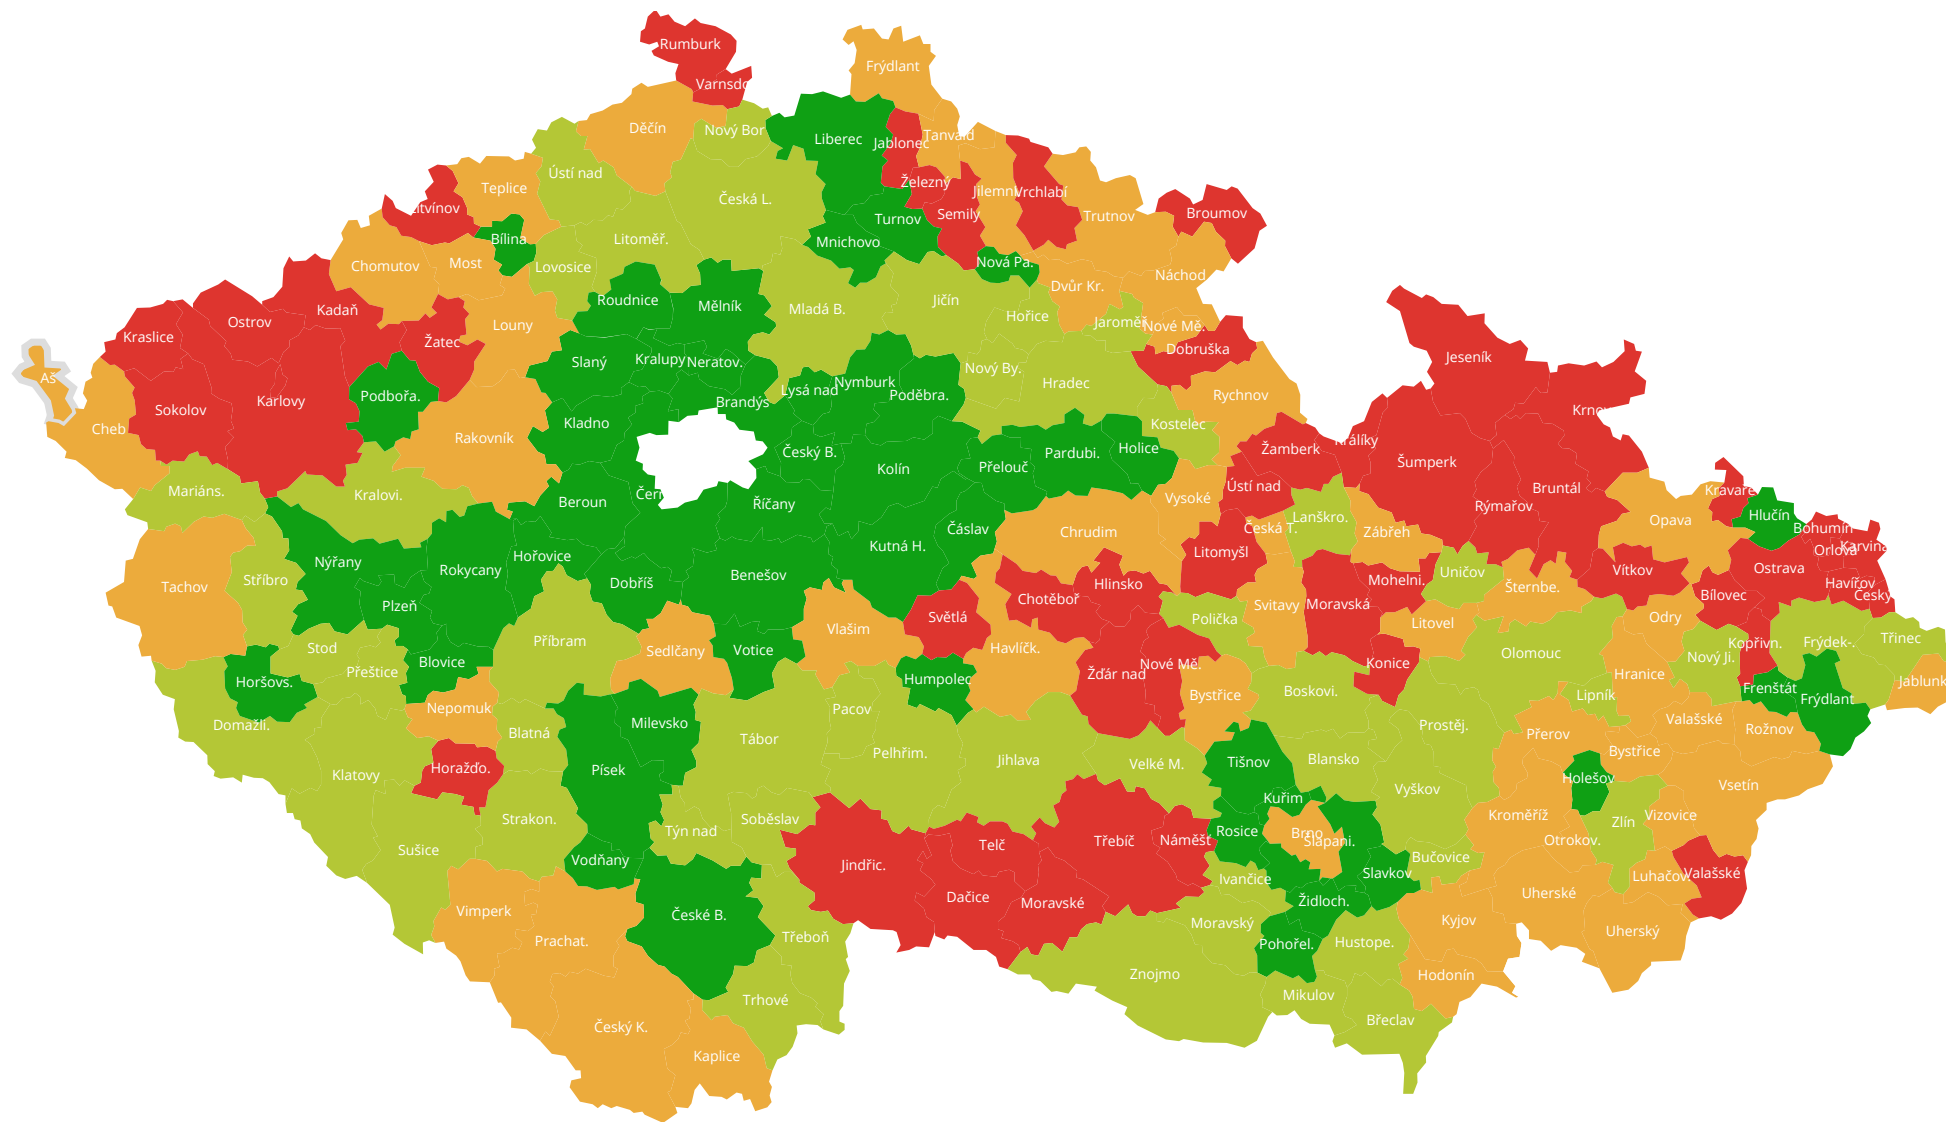 Rumburk
Frýdlant
Varnsdo
Děčín
Nový Bor
Liberec
Jablonec
Tanvald
Ústí nad
Teplice
Železný
Jilemni
Vrchlabí
Česká L.
Litvínov
Semily
Broumov
Trutnov
Turnov
Bílina
Litoměř.
Mnichovo
Chomutov
Most
Lovosice
Nová Pa.
Náchod
Dvůr Kr.
Roudnice
Mělník
Mladá B.
Jičín
Kadaň
Hořice
Ostrov
Louny
Jaroměř
Nové Mě.
Kraslice
Žatec
Dobruška
Jeseník
Slaný
Kralupy
Neratov.
Nový By.
Aš
Nymburk
Hradec
Podbořa.
Lysá nad
Poděbra.
Rychnov
Karlovy
Brandýs
Sokolov
Krnov
Kladno
Kostelec
Cheb
Rakovník
Králíky
Žamberk
Holice
Český B.
Pardubi.
Šumperk
Kolín
Přelouč
Mariáns.
Kralovi.
Ústí nad
Bruntál
Kravaře
Beroun
Vysoké
Říčany
Rýmařov
Hlučín
Lanškro.
Opava
Česká T.
Bohumín
Čáslav
Chrudim
Zábřeh
Kutná H.
Orlová
Karviná
Hořovice
Litomyšl
Nýřany
Rokycany
Vítkov
Ostrava
Uničov
Benešov
Stříbro
Mohelni.
Dobříš
Hlinsko
Havířov
Tachov
Šternbe.
Bílovec
Český
Chotěboř
Plzeň
Svitavy
Moravská
Světlá
Polička
Odry
Litovel
Vlašim
Příbram
Třinec
Frýdek-.
Kopřivn.
Stod
Havlíčk.
Votice
Sedlčany
Olomouc
Nový Ji.
Blovice
Konice
Nové Mě.
Přeštice
Žďár nad
Hranice
Humpolec
Horšovs.
Jablunk
Frenštát
Boskovi.
Bystřice
Lipník
Frýdlant
Nepomuk
Pacov
Valašské
Milevsko
Domažli.
Prostěj.
Rožnov
Blatná
Přerov
Tábor
Bystřice
Pelhřim.
Jihlava
Blansko
Tišnov
Velké M.
Horažďo.
Písek
Klatovy
Holešov
Vsetín
Vyškov
Kuřim
Kroměříž
Vizovice
Strakon.
Soběslav
Zlín
Týn nad
Rosice
Brno
Námešť
Třebíč
Šlapani.
Otrokov.
Telč
Sušice
Bučovice
Vodňany
Jindřic.
Slavkov
Valašské
Luhačov.
Ivančice
Uherské
Dačice
Židloch.
Moravské
Vimperk
České B.
Kyjov
Moravský
Uherský
Třeboň
Prachat.
Hustope.
Pohořel.
Znojmo
Hodonín
Mikulov
Trhové
Břeclav
Český K.
Kaplice